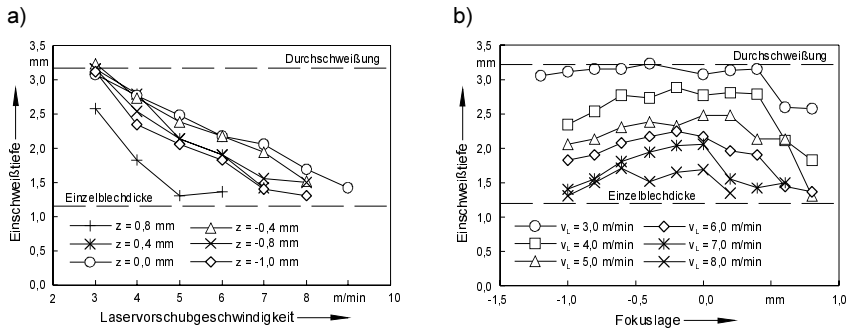 a)
3,5
mm
Durchschweißung
2,5
2,0
1,5
Einzelblechdicke
1,0
0,5
0,0
Einschweißtiefe
z = 0,8 mm
z = 0,4 mm
z = 0,0 mm
z = -0,4 mm
z = -0,8 mm
z = -1,0 mm
2 3 4 5 6 7 8 m/min 10
Laservorschubgeschwindigkeit
b)
3,5
mm
Durchschweißung
2,5
2,0
1,5
Einzelblechdicke
1,0
0,5
0,0
Einschweißtiefe
vL = 3,0 m/min
vL = 4,0 m/min
vL = 5,0 m/min
vL = 6,0 m/min
vL = 7,0 m/min
vL = 8,0 m/min
-1,5 -1,0 -0,5 0,0 mm 1,0
Fokuslage